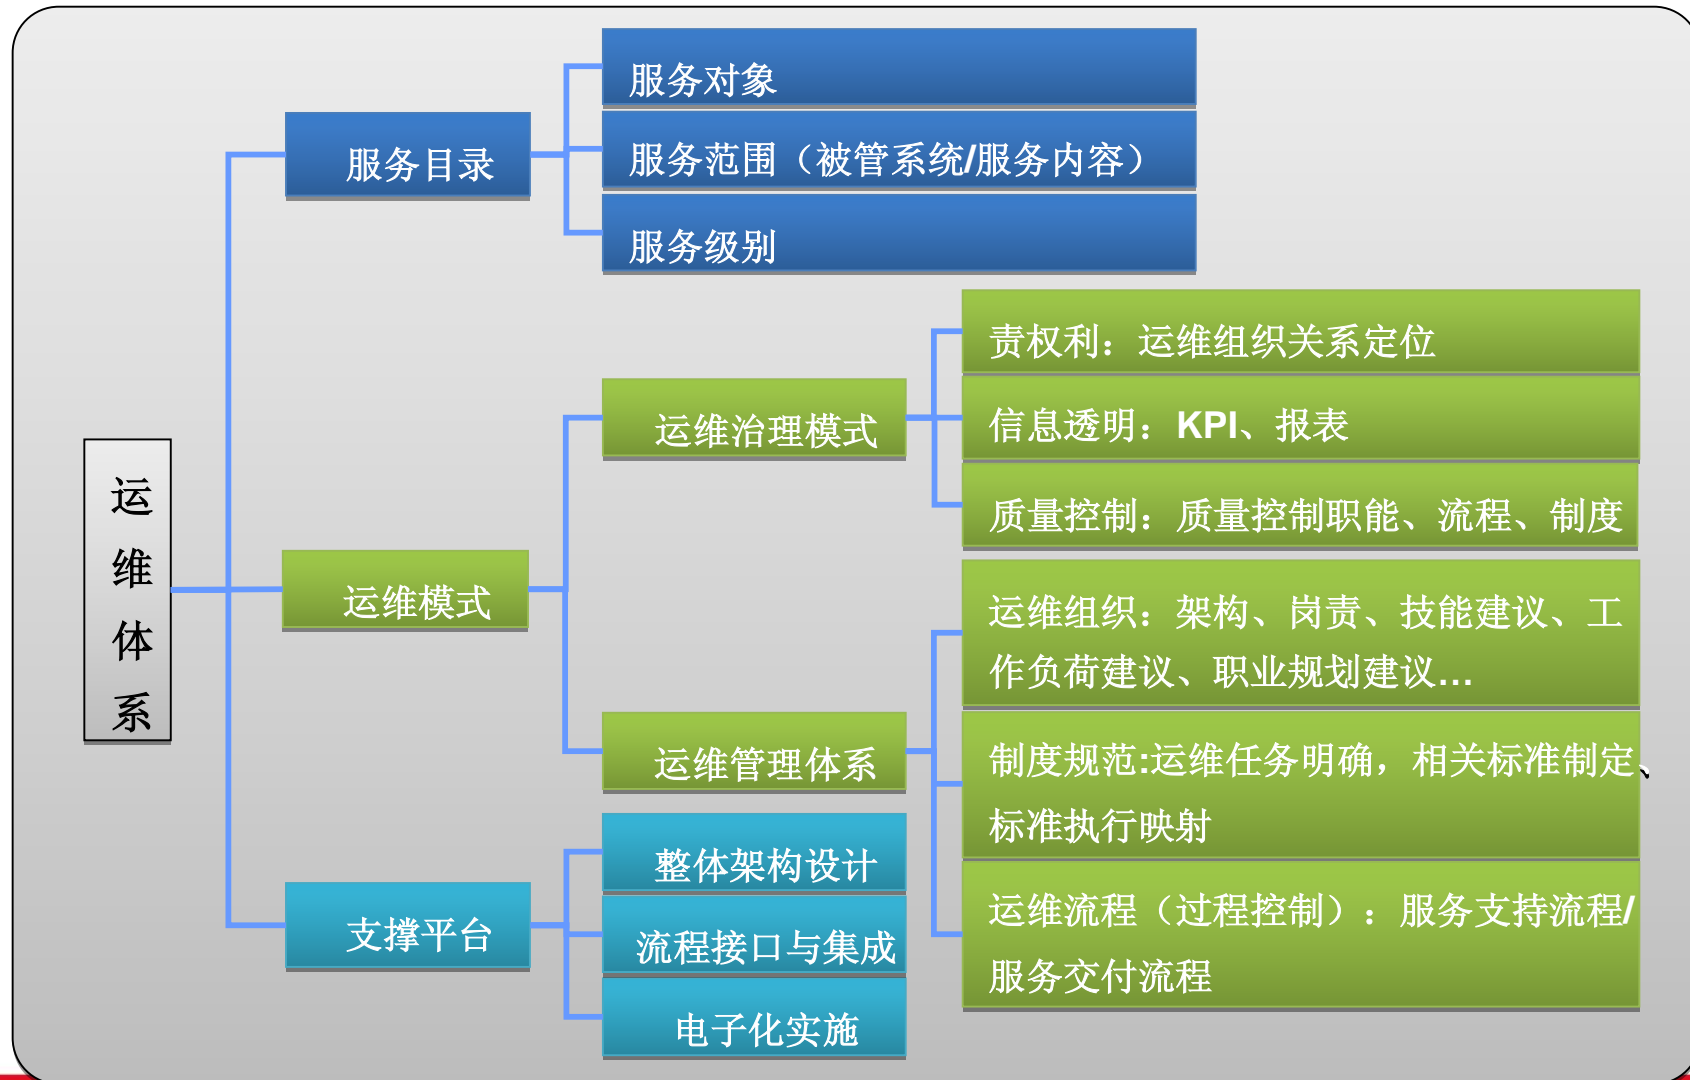 运
维
体
系
服务目录
服务对象
服务范围（被管系统/服务内容）
服务级别
运维模式
运维治理模式
责权利：运维组织关系定位
信息透明：KPI、报表
质量控制：质量控制职能、流程、制度
运维管理体系
运维组织：架构、岗责、技能建议、工
作负荷建议、职业规划建议...
制度规范:运维任务明确，相关标准制定、
标准执行映射
运维流程（过程控制）：服务支持流程/
服务交付流程
支撑平台
整体架构设计
流程接口与集成
电子化实施